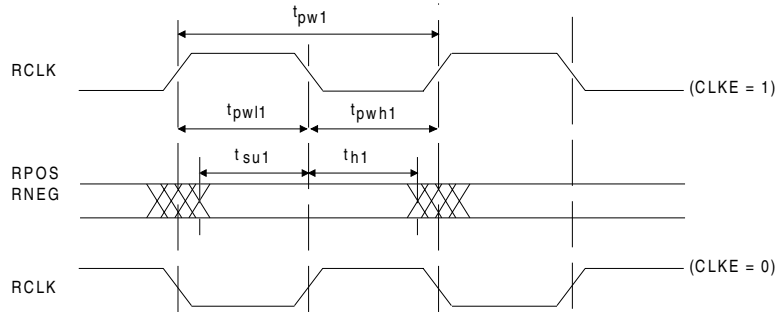 tpw1
RCLK
(CLKE = 1)
tpwl1 tpwh1
tsu1 th1
RPOS
RNEG
(CLKE = 0)
RCLK